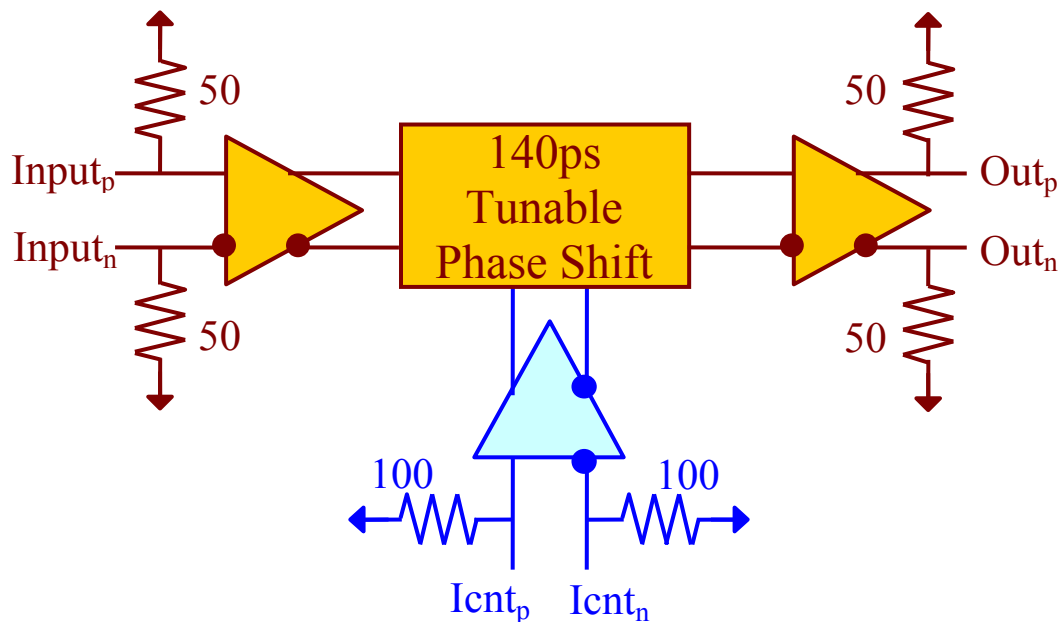 50
50
Input_p
140ps
Tunable
Phase Shift
Out_p
Input_n
Out_n
50
50
100
100
Icnt_p
Icnt_n